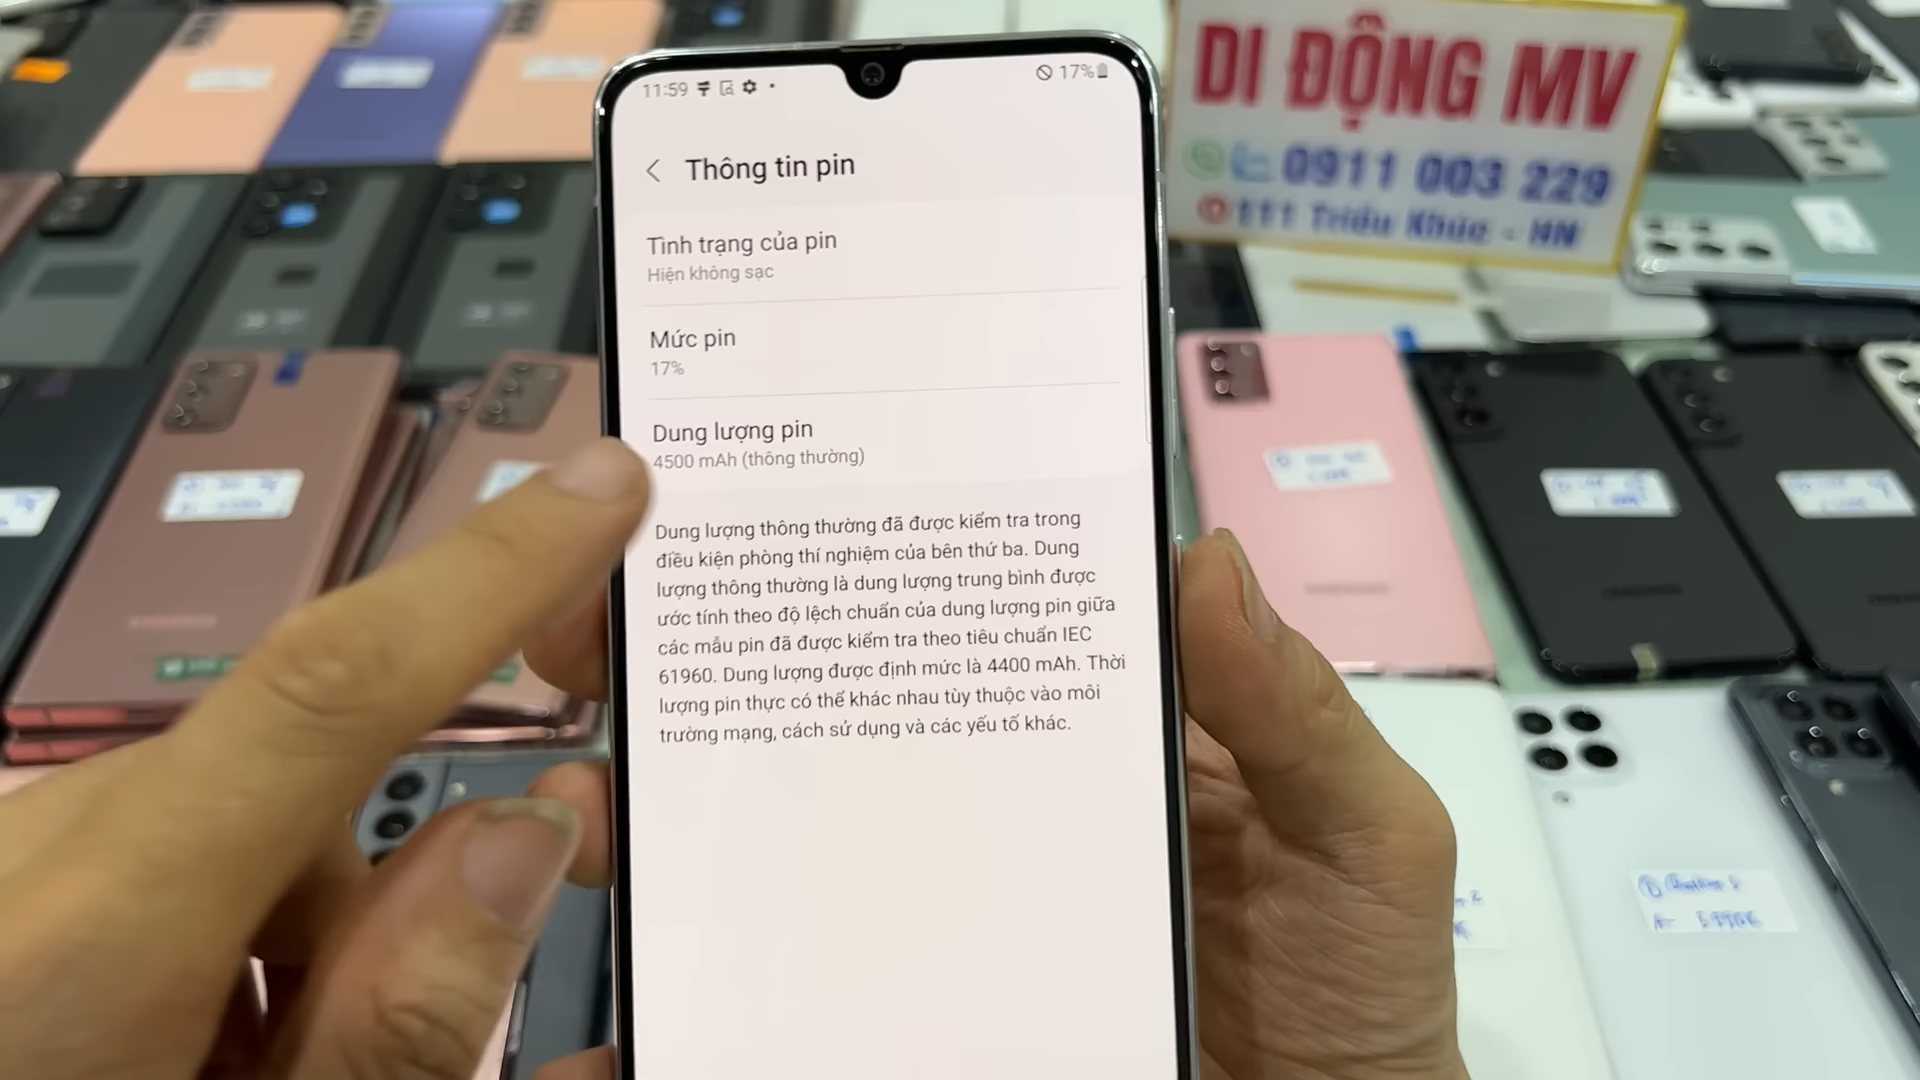 11:59
17%
Thông tin pin
Tình trạng của pin
Hiện không sạc
Mức pin
17%
Dung lượng pin
4500 mAh (thông thường)
Dung lượng thông thường đã được kiểm tra trong
điều kiện phòng thí nghiệm của bên thứ ba. Dung
lượng thông thường là dung lượng trung bình được
ước tính theo độ lệch chuẩn của dung lượng pin giữa
các mẫu pin đã được kiểm tra theo tiêu chuẩn IEC
61960. Dung lượng được định mức là 4400 mAh. Thời
lượng pin thực có thể khác nhau tùy thuộc vào môi
trường mạng, cách sử dụng và các yếu tố khác.
DI ĐỘNG MV
0911 003 229
111 Triều Khúc - HN